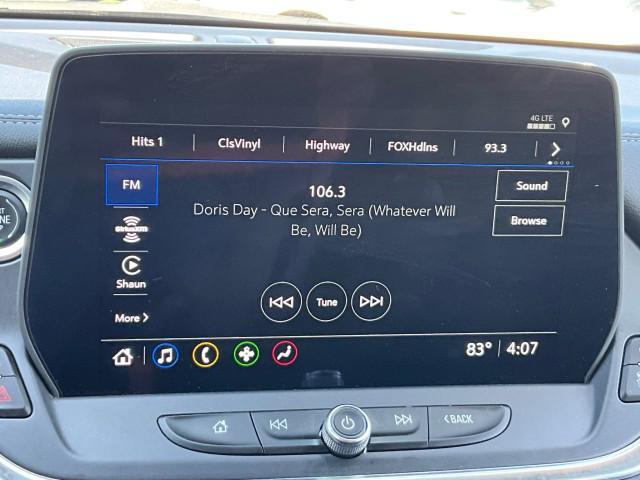 4G LTE
Hits 1 ClsVinyl Highway FOXHdlns 93.3
FM
106.3
Sound
Doris Day - Que Sera, Sera (Whatever Will
Be, Will Be)
Browse
SiriusXM
Shaun
Tune
More
83° 4:07
BACK